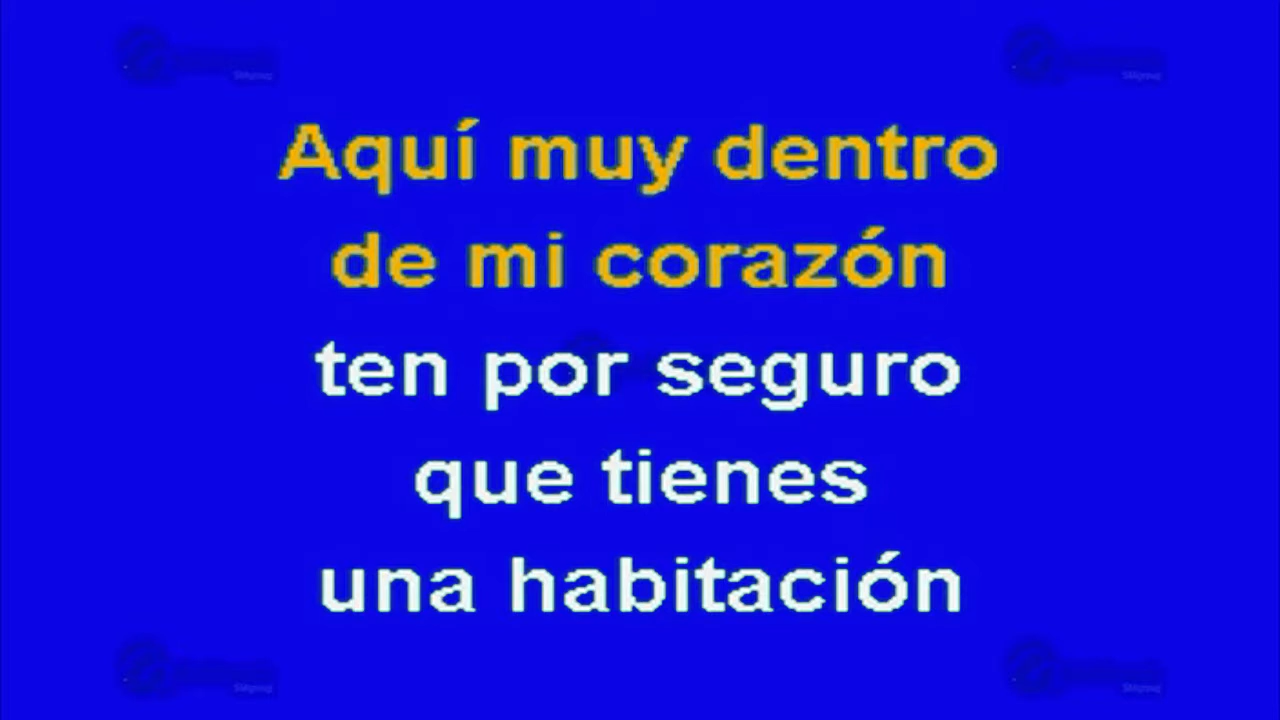 Aquí muy dentro
de mi corazón
ten por seguro
que tienes
una habitación